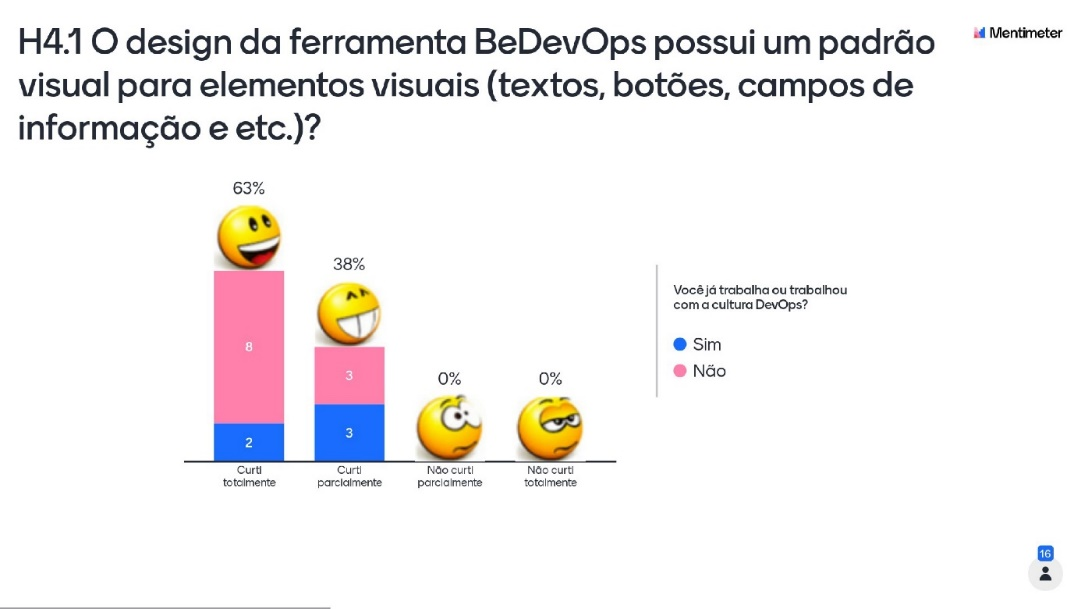 H4.1 O design da ferramenta BeDevOps possui um padrão
visual para elementos visuais (textos, botões, campos de
informação e etc.)?
Mentimeter
63%
38%
0%
0%
8
3
2
3
Curti
totalmente
Curti
parcialmente
Não curti
parcialmente
Não curti
totalmente
Você já trabalha ou trabalhou
com a cultura DevOps?
Sim
Não
16